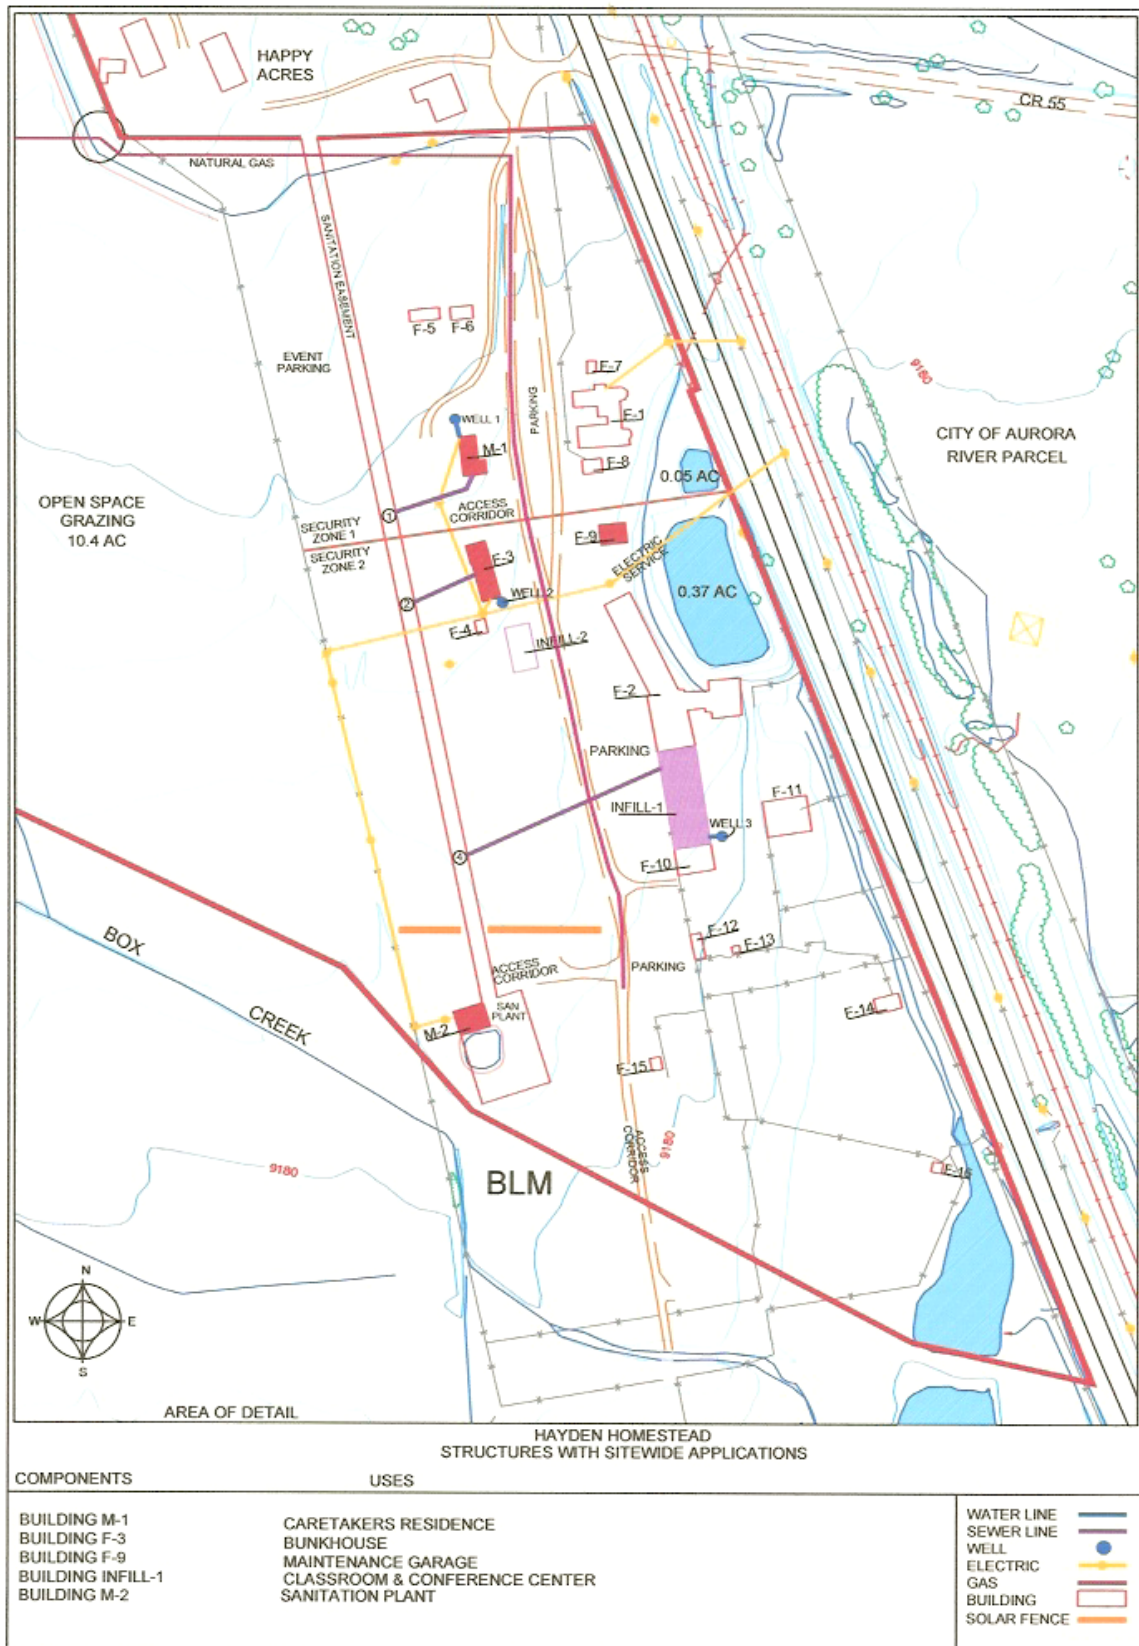 HAPPY
ACRES
CR 55
NATURAL GAS
SANITATION EASEMENT
F-5
F-6
EVENT
PARKING
PARKING
F-7
9180
F-1
WELL 1
M-1
F-8
CITY OF AURORA
RIVER PARCEL
0.05 AC
OPEN SPACE
GRAZING
10.4 AC
1
ACCESS
CORRIDOR
SECURITY
ZONE 1
SECURITY
ZONE 2
F-9
F-3
ELECTRIC
SERVICE
0.37 AC
2
WELL 2
F-4
INFILL-2
F-2
PARKING
F-11
INFILL-1
WELL 3
4
F-10
F-12
F-13
BOX
CREEK
ACCESS
CORRIDOR
PARKING
SAN
PLANT
F-14
M-2
F-15
ACCESS
CORRIDOR
9180
9180
F-16
BLM
N
W
E
S
AREA OF DETAIL
HAYDEN HOMESTEAD
STRUCTURES WITH SITEWIDE APPLICATIONS
COMPONENTS USES
BUILDING M-1 CARETAKERS RESIDENCE
BUILDING F-3 BUNKHOUSE
BUILDING F-9 MAINTENANCE GARAGE
BUILDING INFILL-1 CLASSROOM & CONFERENCE CENTER
BUILDING M-2 SANITATION PLANT
WATER LINE
SEWER LINE
WELL
ELECTRIC
GAS
BUILDING
SOLAR FENCE